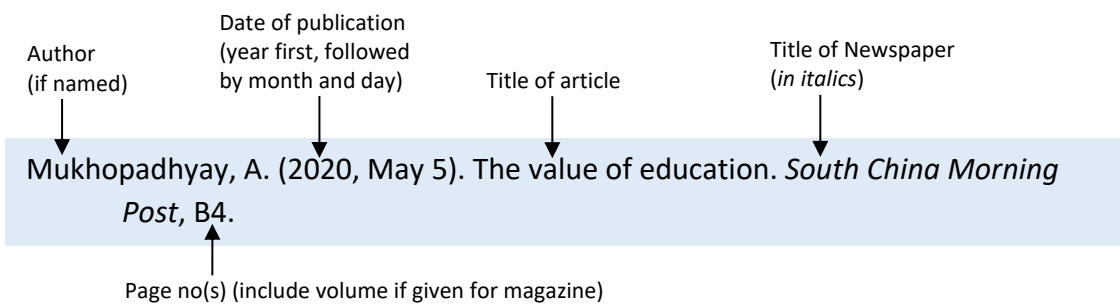 Author
(if named)
Date of publication
(year first, followed
by month and day)
Title of article
Title of Newspaper
(in italics)
Mukhopadhyay, A. (2020, May 5). The value of education. South China Morning
Post, B4.
Page no(s) (include volume if given for magazine)